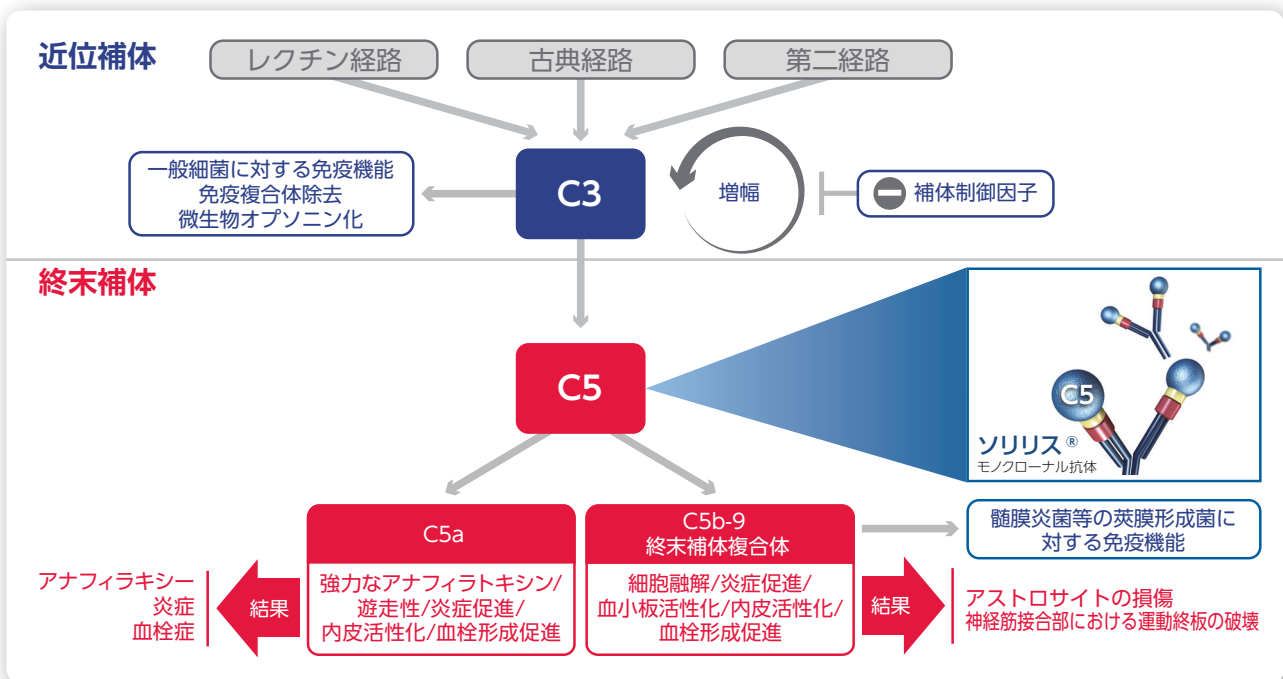 近位補体
レクチン経路
古典経路
第二経路
一般細菌に対する免疫機能
免疫複合体除去
微生物オプソニン化
C3
増幅
補体制御因子
終末補体
C5
C5
ソリリス®
モノクローナル抗体
C5a
強力なアナフィラトキシン/
遊走性/炎症促進/
内皮活性化/血栓形成促進
C5b-9
終末補体複合体
細胞融解/炎症促進/
血小板活性化/内皮活性化/
血栓形成促進
髄膜炎菌等の莢膜形成菌に
対する免疫機能
結果
アナフィラキシー
炎症
血栓症
結果
アストロサイトの損傷
神経筋接合部における運動終板の破壊